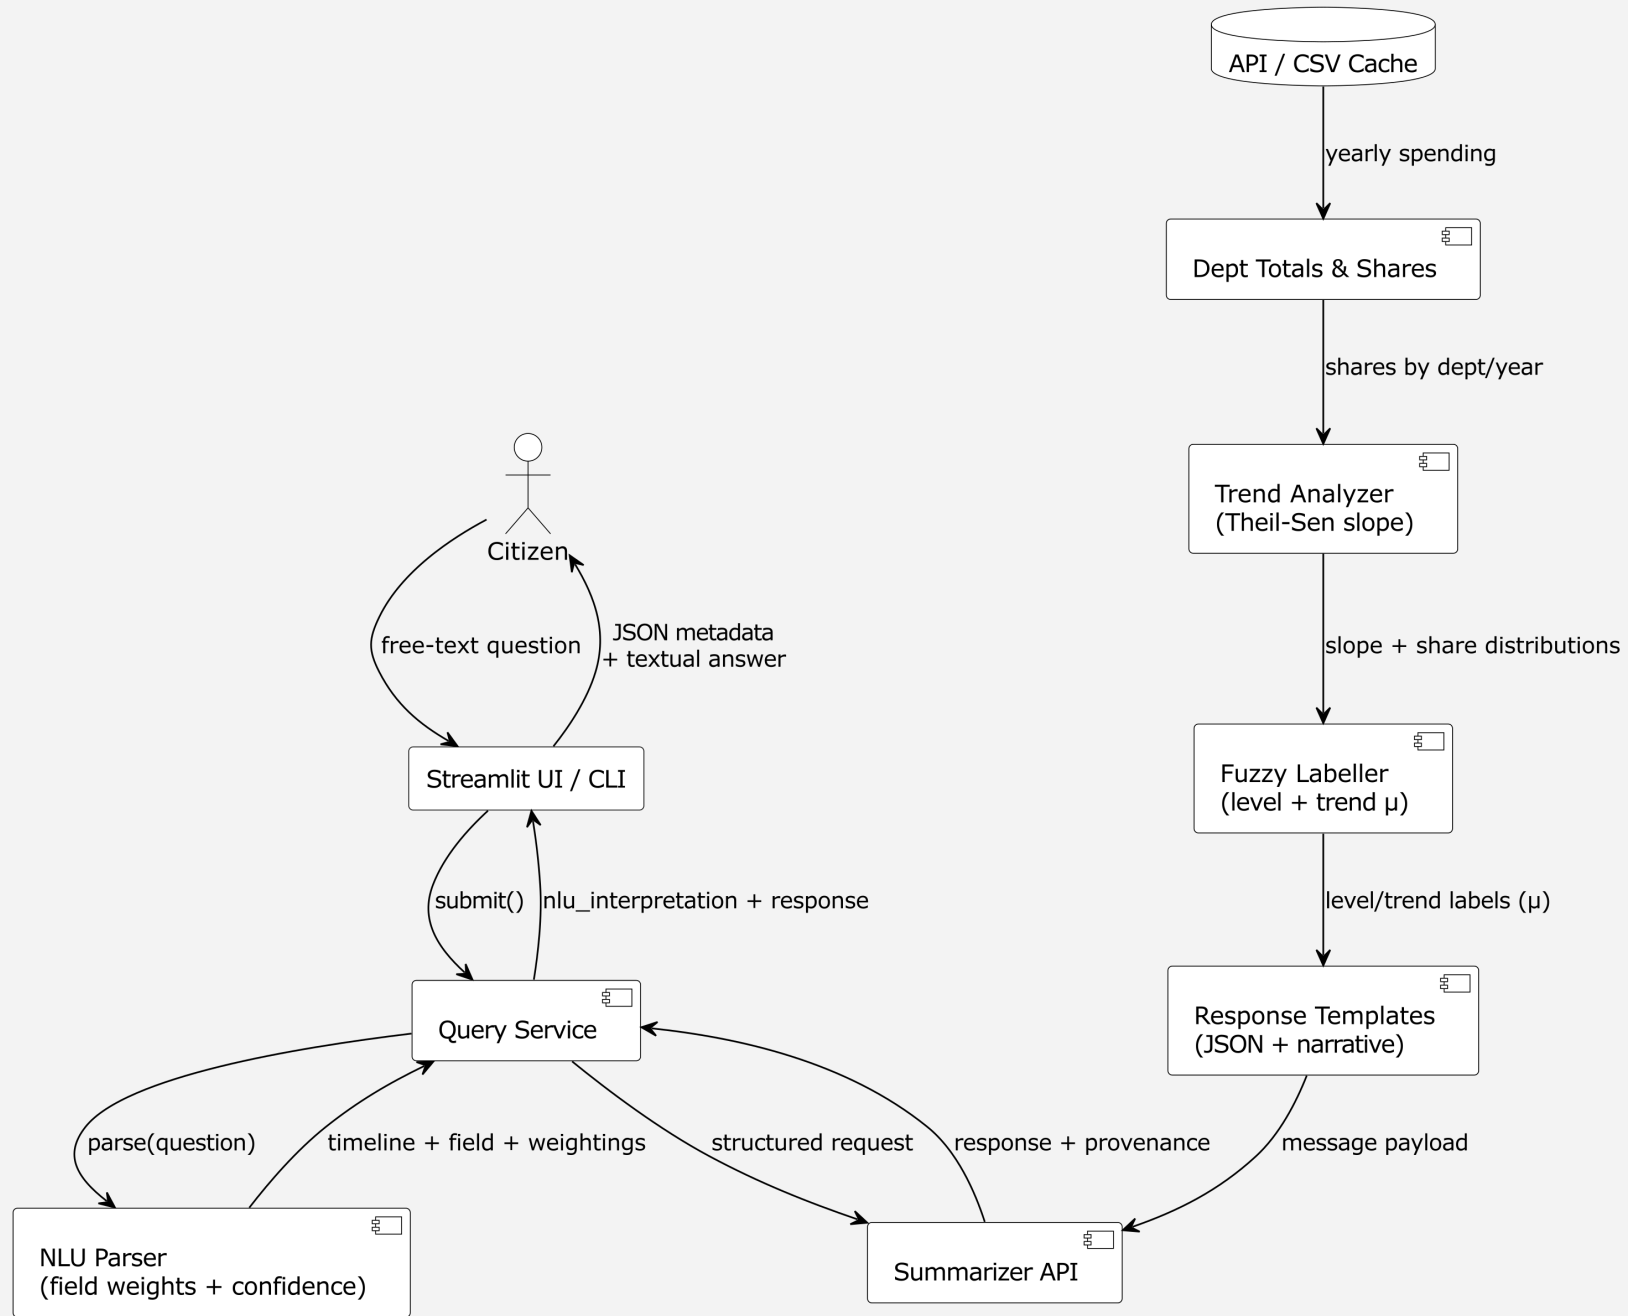 API / CSV Cache
yearly spending
Dept Totals & Shares
shares by dept/year
Trend Analyzer
(Theil-Sen slope)
Citizen
free-text question
JSON metadata
+ textual answer
slope + share distributions
Streamlit UI / CLI
Fuzzy Labeller
(level + trend µ)
submit()
nlu_interpretation + response
level/trend labels (µ)
Query Service
Response Templates
(JSON + narrative)
parse(question)
timeline + field + weightings
structured request
response + provenance
message payload
NLU Parser
(field weights + confidence)
Summarizer API